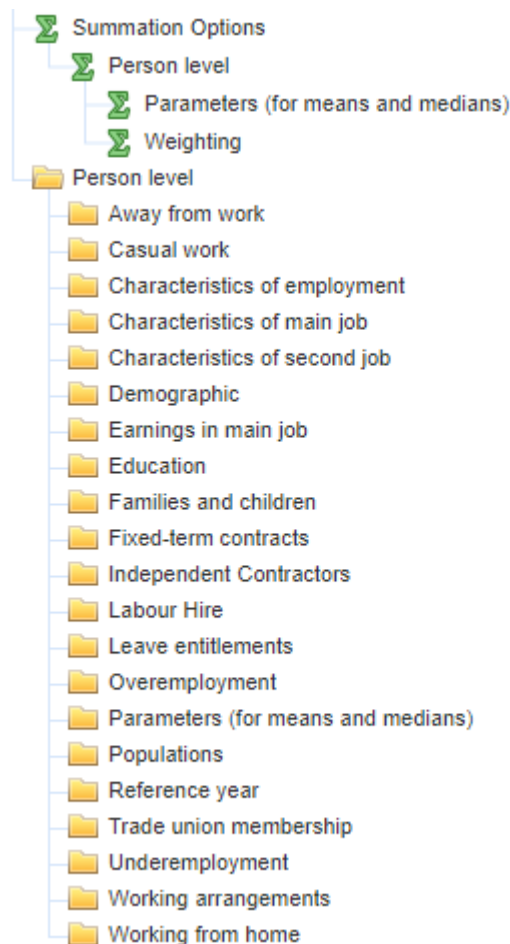 Summation Options
Person level
Parameters (for means and medians)
Weighting
Person level
Away from work
Casual work
Characteristics of employment
Characteristics of main job
Characteristics of second job
Demographic
Earnings in main job
Education
Families and children
Fixed-term contracts
Independent Contractors
Labour Hire
Leave entitlements
Overemployment
Parameters (for means and medians)
Populations
Reference year
Trade union membership
Underemployment
Working arrangements
Working from home